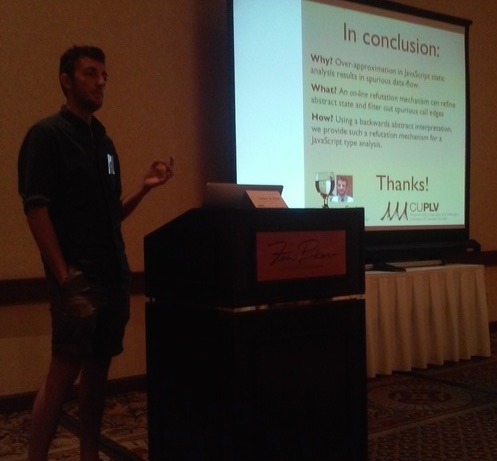 In conclusion:
Why? Over-approximation in JavaScript static
analysis results in spurious data-flow.
What? An online refutation mechanism can refine
abstract state and filter out spurious call edges
How? Using a backwards abstract interpretation,
we provide such a refutation mechanism for a
JavaScript type analysis.
Thanks!
CUPLV